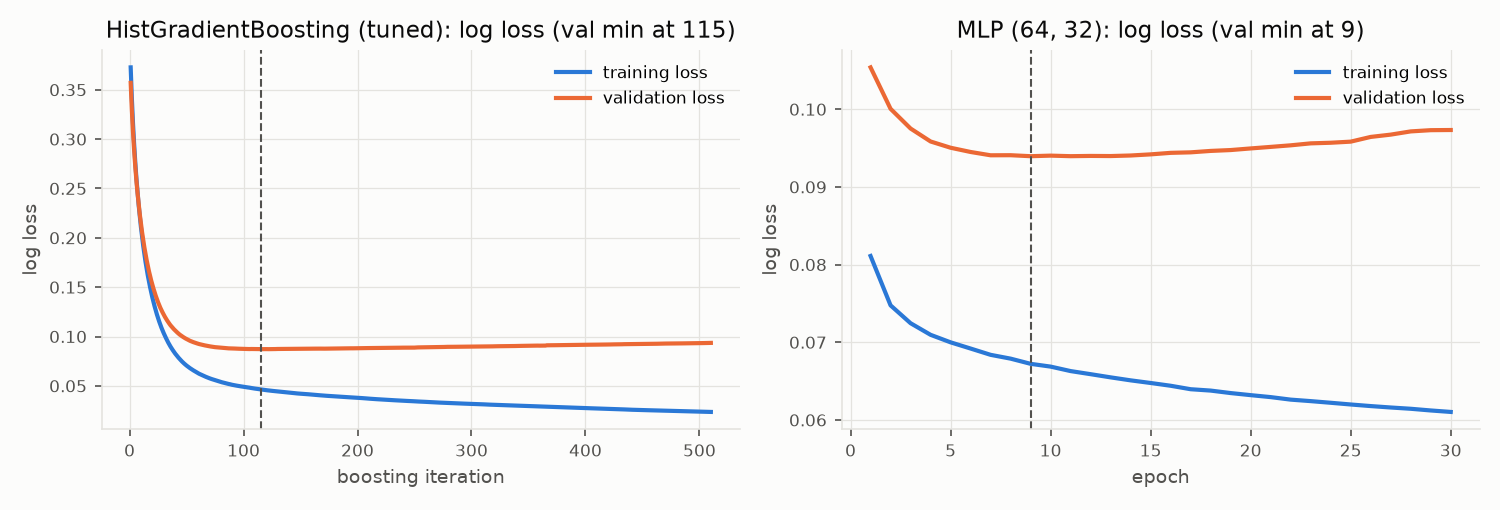 HistGradientBoosting (tuned): log loss (val min at 115)
training loss
validation loss
log loss
0.35
0.30
0.25
0.20
0.15
0.10
0.05
0
100
200
300
400
500
boosting iteration
MLP (64, 32): log loss (val min at 9)
training loss
validation loss
log loss
0.10
0.09
0.08
0.07
0.06
0
5
10
15
20
25
30
epoch